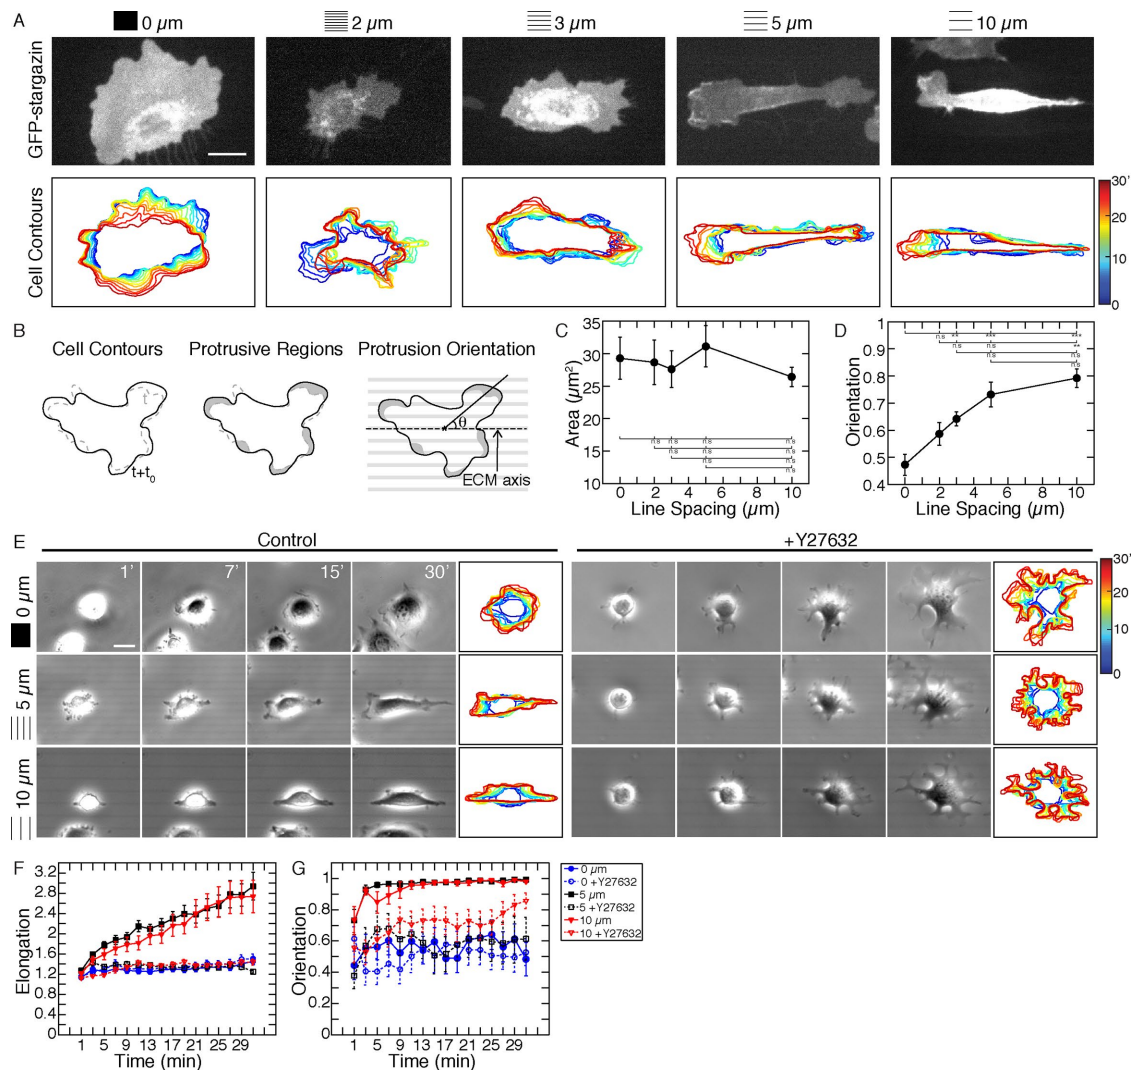 A
0 µm
2 µm
3 µm
5 µm
10 µm
GFP-stargazin
Cell Contours
30'
20
10
0
B
Cell Contours
Protrusive Regions
Protrusion Orientation
t+t0
θ
ECM axis
C
35
30
25
20
15
10
Area (µm²)
n.s
n.s
n.s
n.s
n.s
n.s
n.s
n.s
n.s
n.s
0 2 4 6 8 10
Line Spacing (µm)
D
1
0.9
0.8
0.7
0.6
0.5
0.4
Orientation
** *** ***
n.s n.s **
n.s n.s n.s
n.s
0 2 4 6 8 10
Line Spacing (µm)
E
Control
+Y27632
0 µm
5 µm
10 µm
1' 7' 15' 30'
30'
20
10
0
F
3.2
2.8
2.4
2.0
1.6
1.2
0.8
0.4
0
Elongation
1 5 9 13 17 21 25 29
Time (min)
G
1
0.8
0.6
0.4
0.2
0
Orientation
1 5 9 13 17 21 25 29
Time (min)
0 µm
0 +Y27632
5 µm
5 +Y27632
10 µm
10 +Y27632